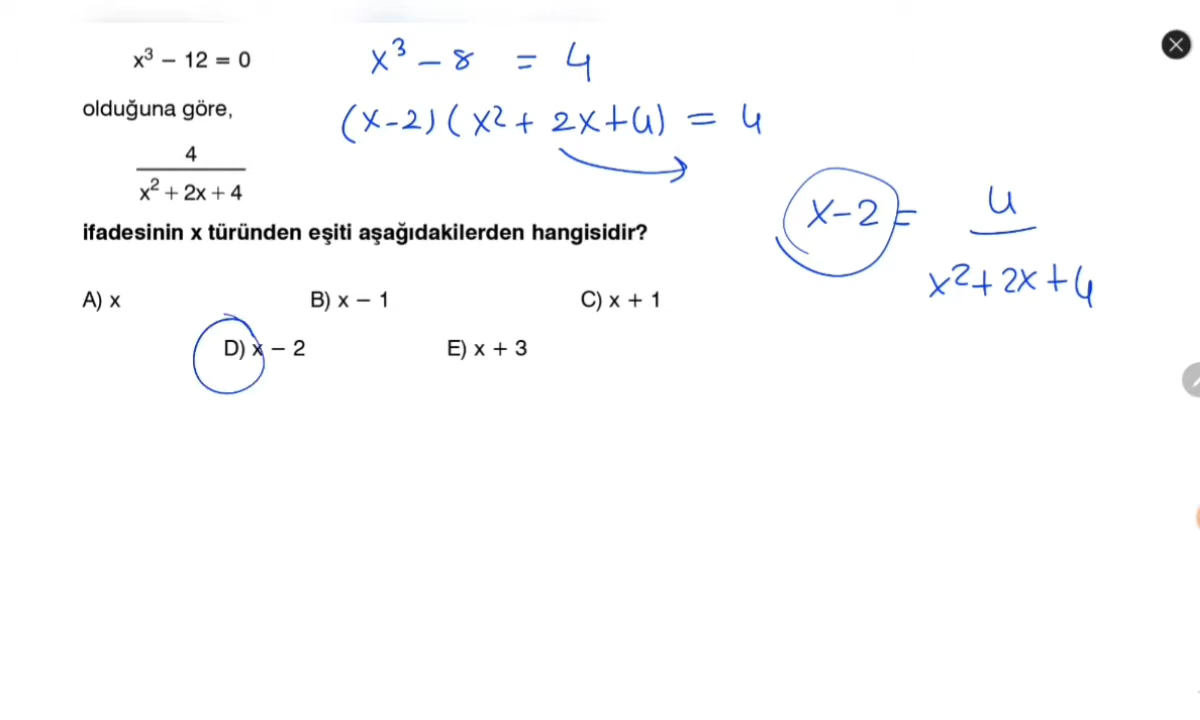 x³ – 12 = 0
olduğuna göre,
4
x² + 2x + 4
ifadesinin x türünden eşiti aşağıdakilerden hangisidir?
A) x B) x – 1 C) x + 1
D) x – 2 E) x + 3
x³ – 8 = 4
(x-2)(x²+ 2x+4) = 4
x-2 = 4
x²+2x+4